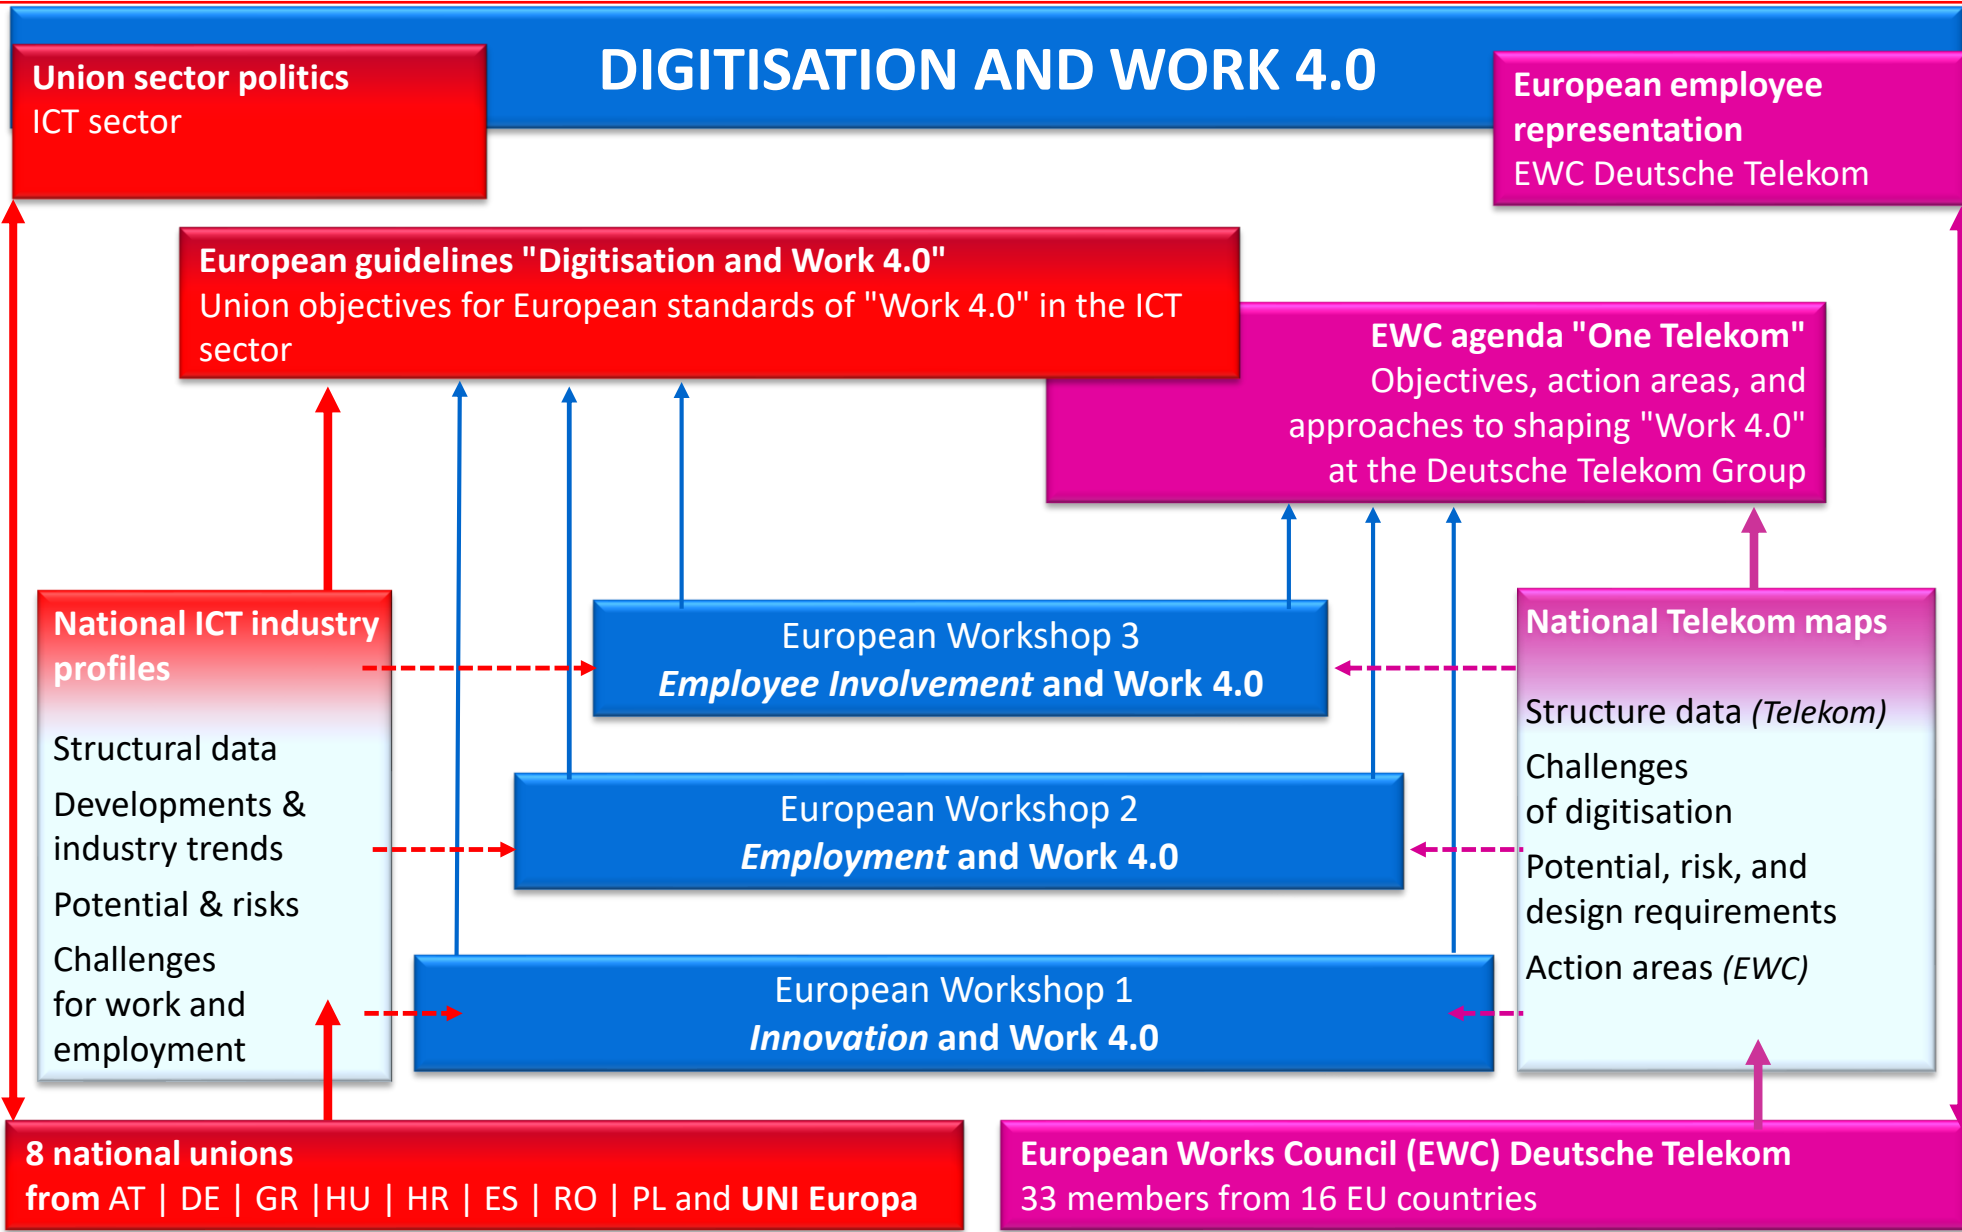 DIGITISATION AND WORK 4.0
Union sector politics
ICT sector
European employee
representation
EWC Deutsche Telekom
European guidelines "Digitisation and Work 4.0"
Union objectives for European standards of "Work 4.0" in the ICT
sector
EWC agenda "One Telekom"
Objectives, action areas, and
approaches to shaping "Work 4.0"
at the Deutsche Telekom Group
National ICT industry
profiles
Structural data
Developments &
industry trends
Potential & risks
Challenges
for work and
employment
European Workshop 3
Employee Involvement and Work 4.0
European Workshop 2
Employment and Work 4.0
European Workshop 1
Innovation and Work 4.0
National Telekom maps
Structure data (Telekom)
Challenges
of digitisation
Potential, risk, and
design requirements
Action areas (EWC)
8 national unions
from AT | DE | GR |HU | HR | ES | RO | PL and UNI Europa
European Works Council (EWC) Deutsche Telekom
33 members from 16 EU countries